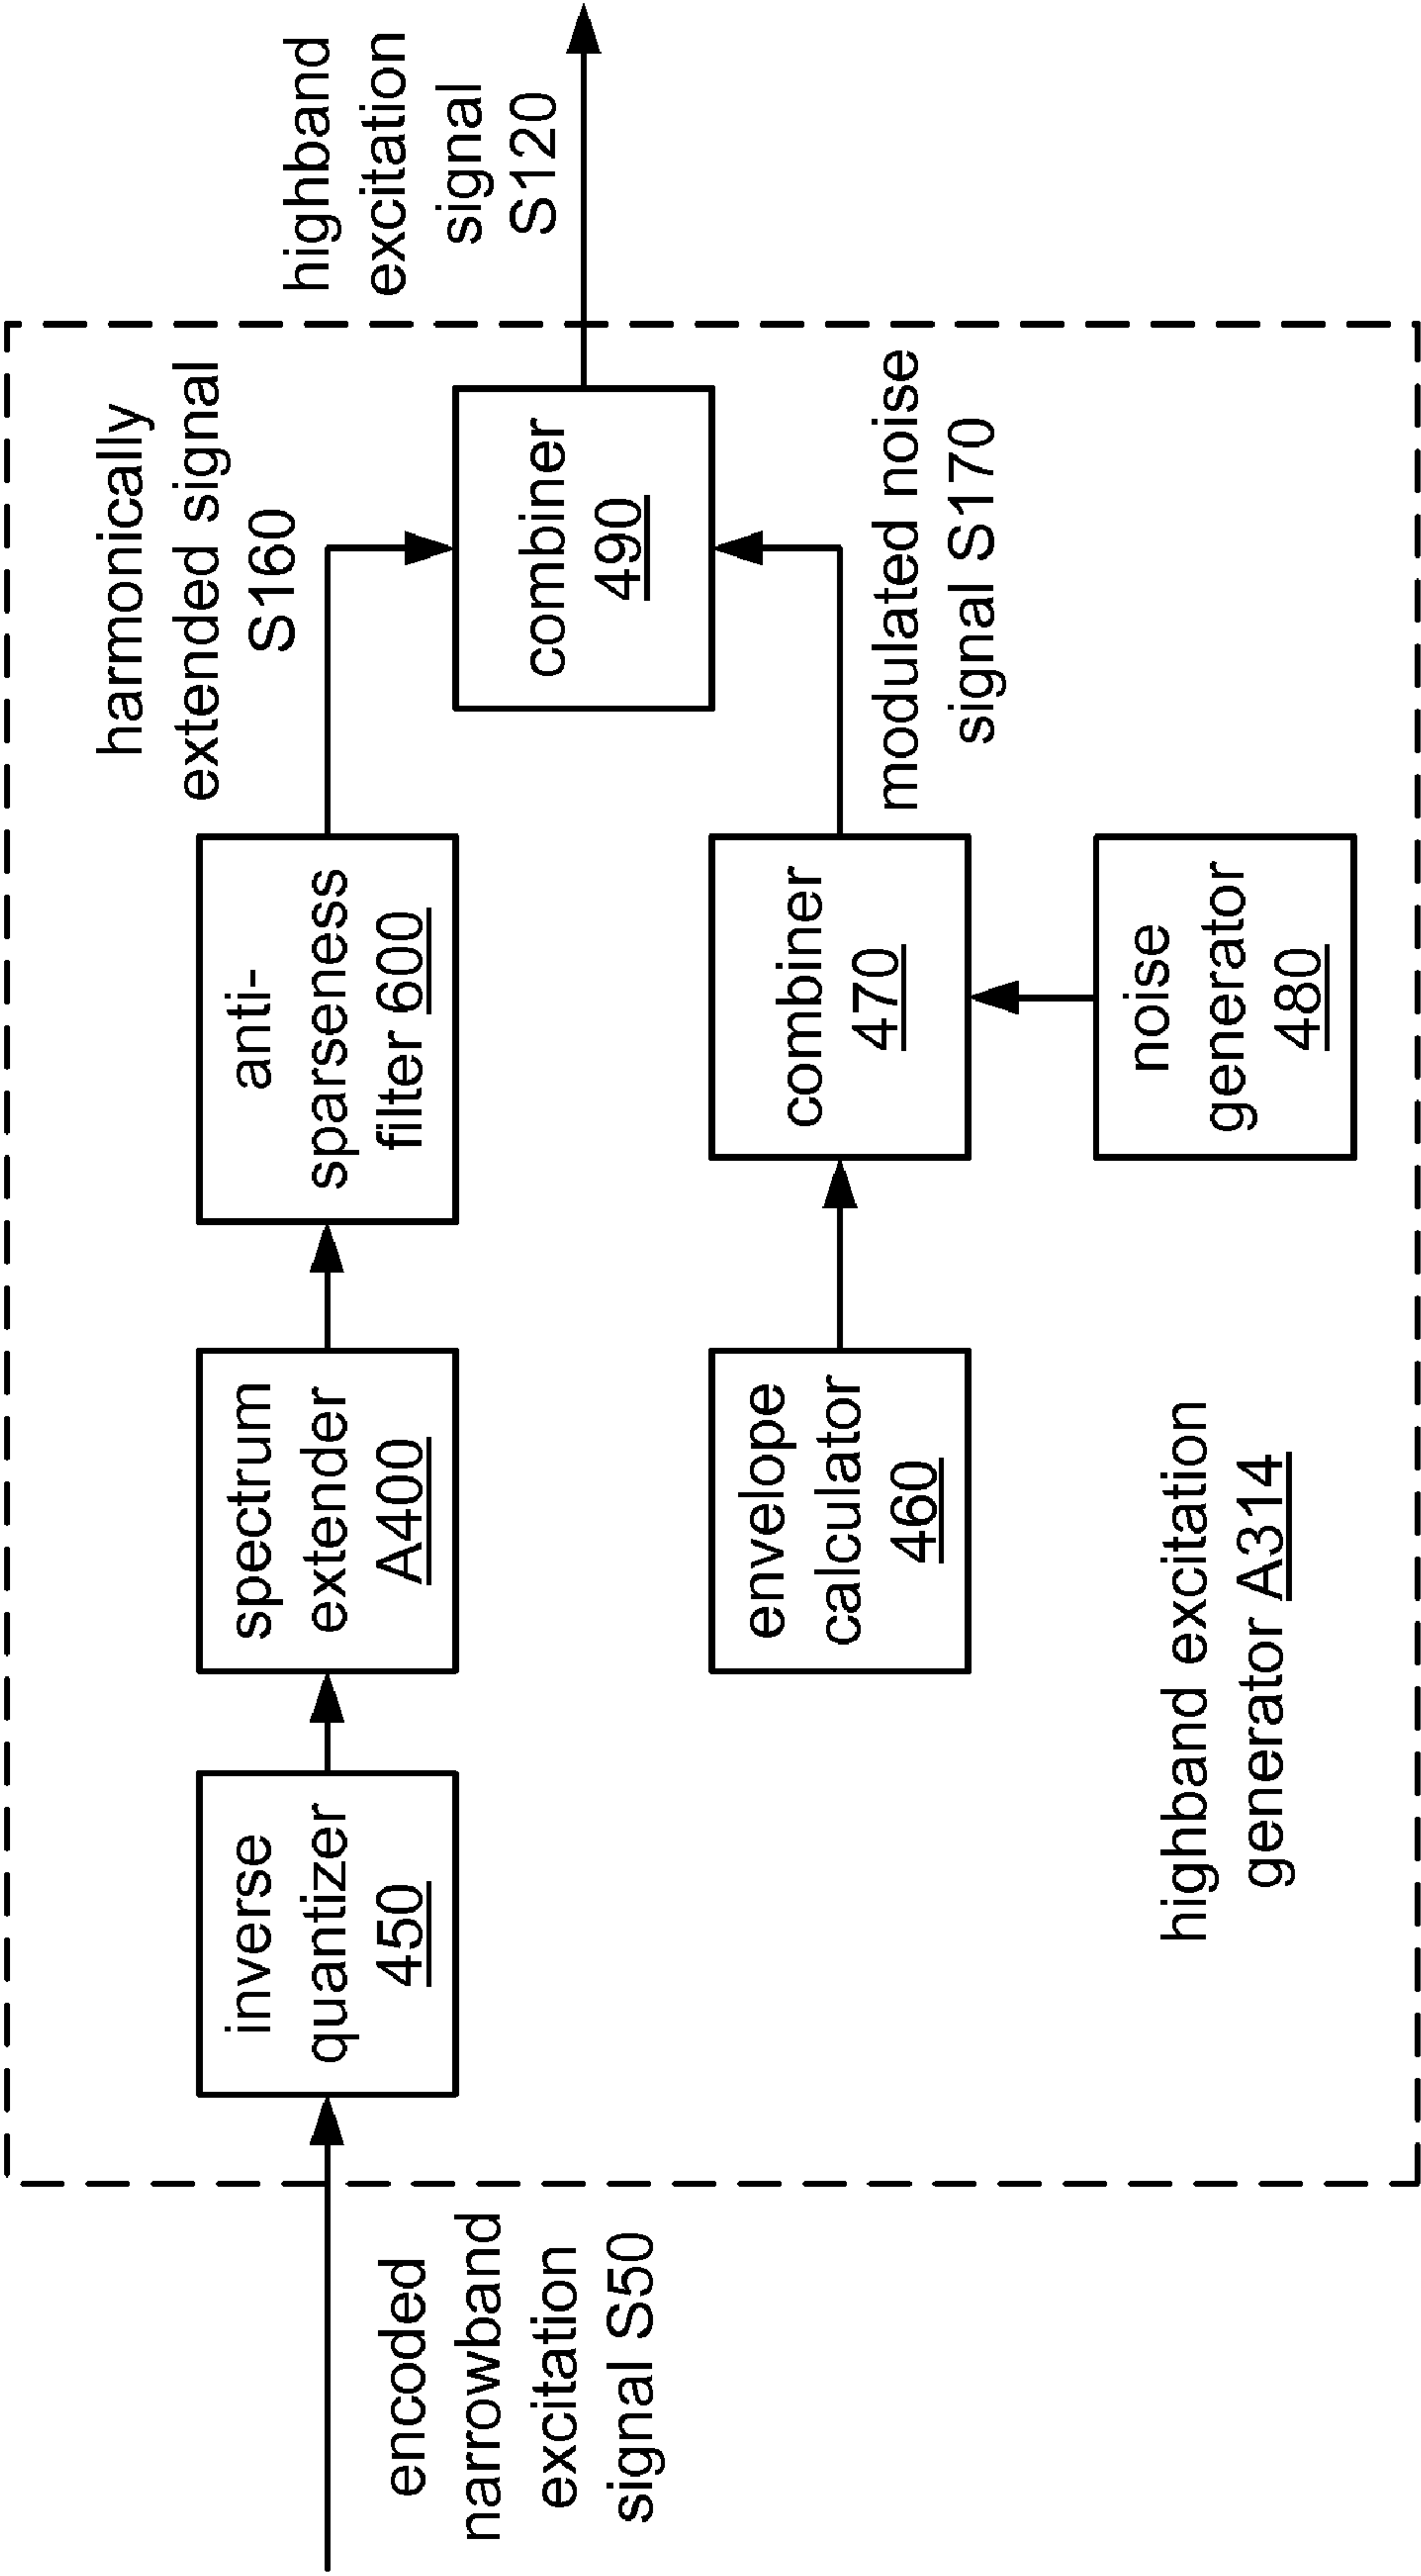 encoded
narrowband
excitation
signal S50
inverse
quantizer
450
spectrum
extender
A400
anti-
sparseness
filter 600
harmonically
extended signal
S160
envelope
calculator
460
combiner
470
noise
generator
480
modulated noise
signal S170
combiner
490
highband
excitation
signal
S120
highband excitation
generator A314